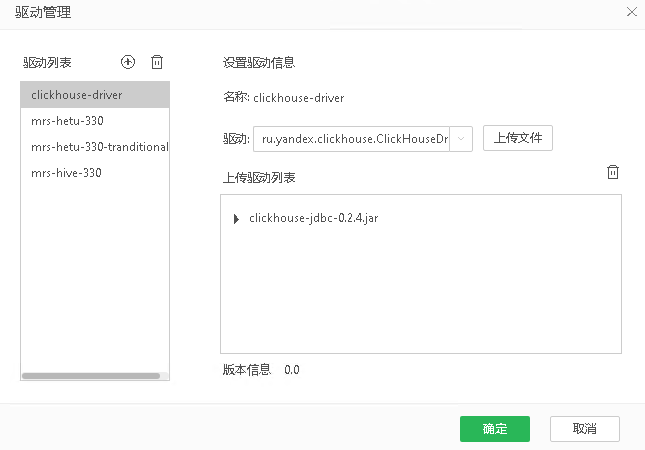 驱动管理
驱动列表
clickhouse-driver
mrs-hetu-330
mrs-hetu-330-tranditional
mrs-hive-330
设置驱动信息
名称: clickhouse-driver
驱动: ru.yandex.clickhouse.ClickHouseDr 上传文件
上传驱动列表
clickhouse-jdbc-0.2.4.jar
版本信息 0.0
确定 取消